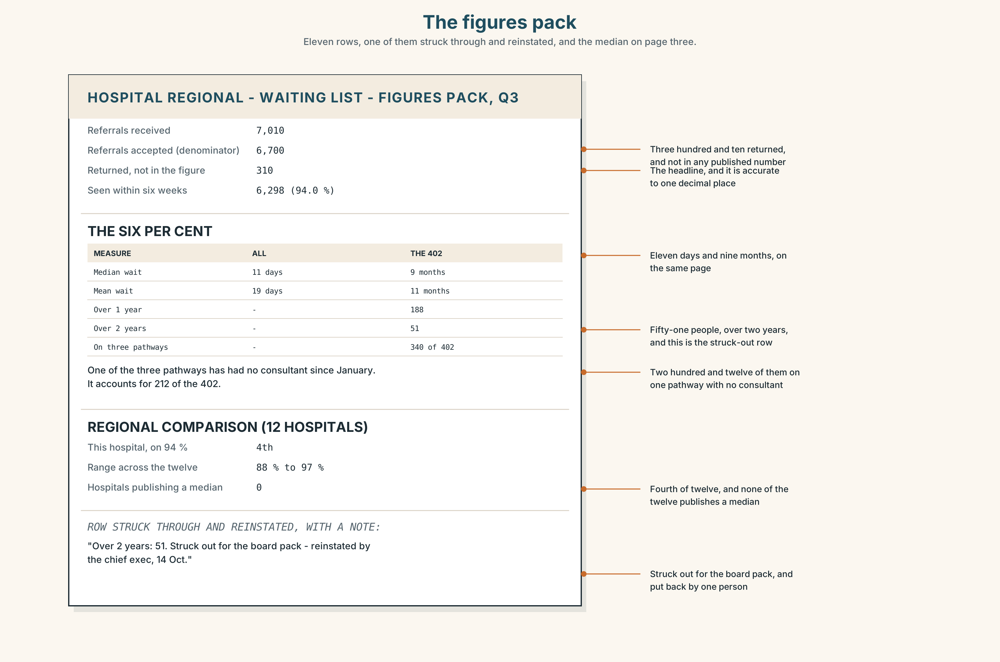 The figures pack
Eleven rows, one of them struck through and reinstated, and the median on page three.
HOSPITAL REGIONAL - WAITING LIST - FIGURES PACK, Q3
Referrals received 7,010
Referrals accepted (denominator) 6,700
Returned, not in the figure 310
Seen within six weeks 6,298 (94.0 %)
THE SIX PER CENT
MEASURE ALL THE 402
Median wait 11 days 9 months
Mean wait 19 days 11 months
Over 1 year - 188
Over 2 years - 51
On three pathways - 340 of 402
One of the three pathways has had no consultant since January.
It accounts for 212 of the 402.
REGIONAL COMPARISON (12 HOSPITALS)
This hospital, on 94 % 4th
Range across the twelve 88 % to 97 %
Hospitals publishing a median 0
ROW STRUCK THROUGH AND REINSTATED, WITH A NOTE:
"Over 2 years: 51. Struck out for the board pack - reinstated by
the chief exec, 14 Oct."
Three hundred and ten returned,
and not in any published number
The headline, and it is accurate
to one decimal place
Eleven days and nine months, on
the same page
Fifty-one people, over two years,
and this is the struck-out row
Two hundred and twelve of them on
one pathway with no consultant
Fourth of twelve, and none of the
twelve publishes a median
Struck out for the board pack, and
put back by one person